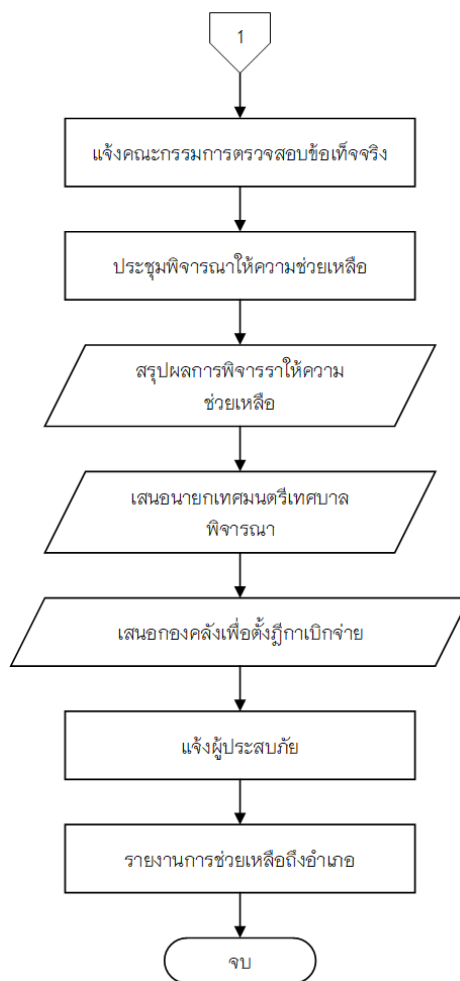 1
แจ้งคณะกรรมการตรวจสอบข้อเท็จจริง
ประชุมพิจารณาให้ความช่วยเหลือ
สรุปผลการพิจารราให้ความ
ช่วยเหลือ
เสนอนายกเทศมนตรีเทศบาล
พิจารณา
เสนอกองคลังเพื่อตั้งฎีกาเบิกจ่าย
แจ้งผู้ประสบภัย
รายงานการช่วยเหลือถึงอำเภอ
จบ